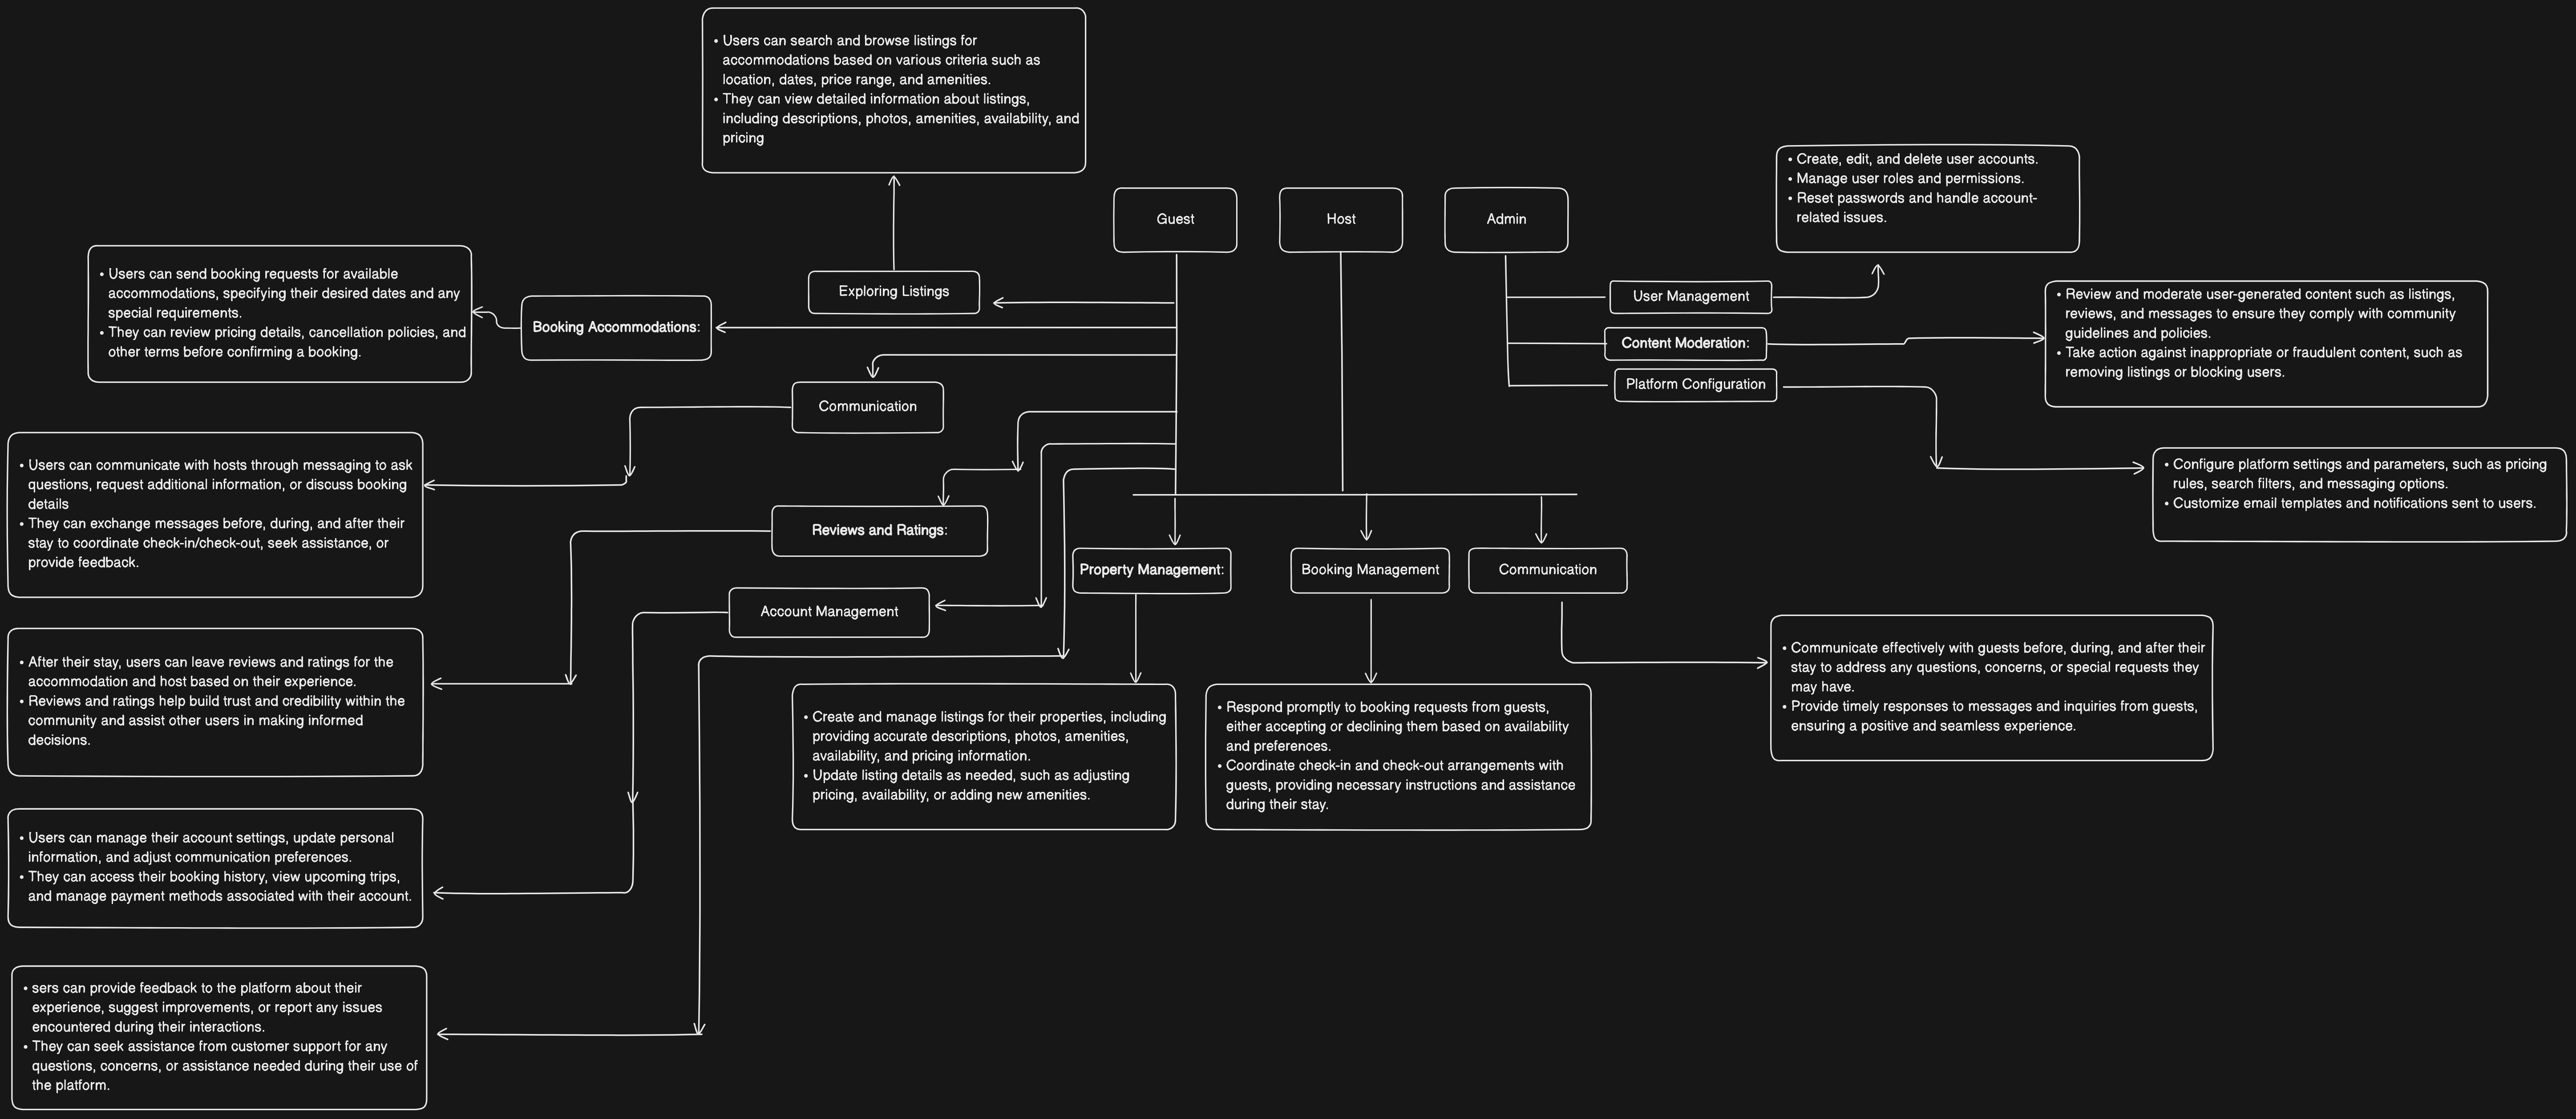 • Users can search and browse listings for
accommodations based on various criteria such as
location, dates, price range, and amenities.
• They can view detailed information about listings,
including descriptions, photos, amenities, availability, and
pricing
Guest
Host
Admin
• Create, edit, and delete user accounts.
• Manage user roles and permissions.
• Reset passwords and handle account-
related issues.
Exploring Listings
Booking Accommodations:
• Users can send booking requests for available
accommodations, specifying their desired dates and any
special requirements.
• They can review pricing details, cancellation policies, and
other terms before confirming a booking.
User Management
Content Moderation:
Platform Configuration
• Review and moderate user-generated content such as listings,
reviews, and messages to ensure they comply with community
guidelines and policies.
• Take action against inappropriate or fraudulent content, such as
removing listings or blocking users.
Communication
• Users can communicate with hosts through messaging to ask
questions, request additional information, or discuss booking
details
• They can exchange messages before, during, and after their
stay to coordinate check-in/check-out, seek assistance, or
provide feedback.
• Configure platform settings and parameters, such as pricing
rules, search filters, and messaging options.
• Customize email templates and notifications sent to users.
Reviews and Ratings:
Property Management:
Booking Management
Communication
Account Management
• After their stay, users can leave reviews and ratings for the
accommodation and host based on their experience.
• Reviews and ratings help build trust and credibility within the
community and assist other users in making informed
decisions.
• Create and manage listings for their properties, including
providing accurate descriptions, photos, amenities,
availability, and pricing information.
• Update listing details as needed, such as adjusting
pricing, availability, or adding new amenities.
• Respond promptly to booking requests from guests,
either accepting or declining them based on availability
and preferences.
• Coordinate check-in and check-out arrangements with
guests, providing necessary instructions and assistance
during their stay.
• Communicate effectively with guests before, during, and after their
stay to address any questions, concerns, or special requests they
may have.
• Provide timely responses to messages and inquiries from guests,
ensuring a positive and seamless experience.
• Users can manage their account settings, update personal
information, and adjust communication preferences.
• They can access their booking history, view upcoming trips,
and manage payment methods associated with their account.
• sers can provide feedback to the platform about their
experience, suggest improvements, or report any issues
encountered during their interactions.
• They can seek assistance from customer support for any
questions, concerns, or assistance needed during their use of
the platform.